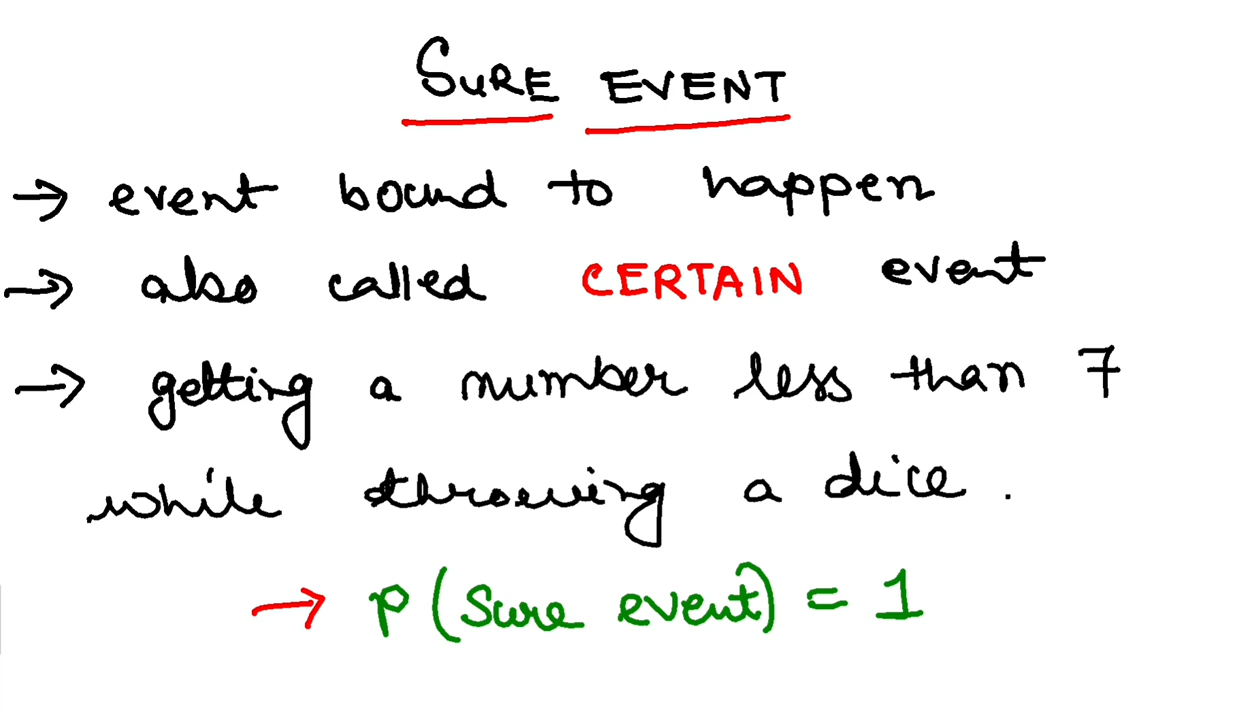 SURE EVENT
→ event bound to happen
→ also called CERTAIN event
→ getting a number less than 7
while throwing a dice.
→ P(Sure event) = 1